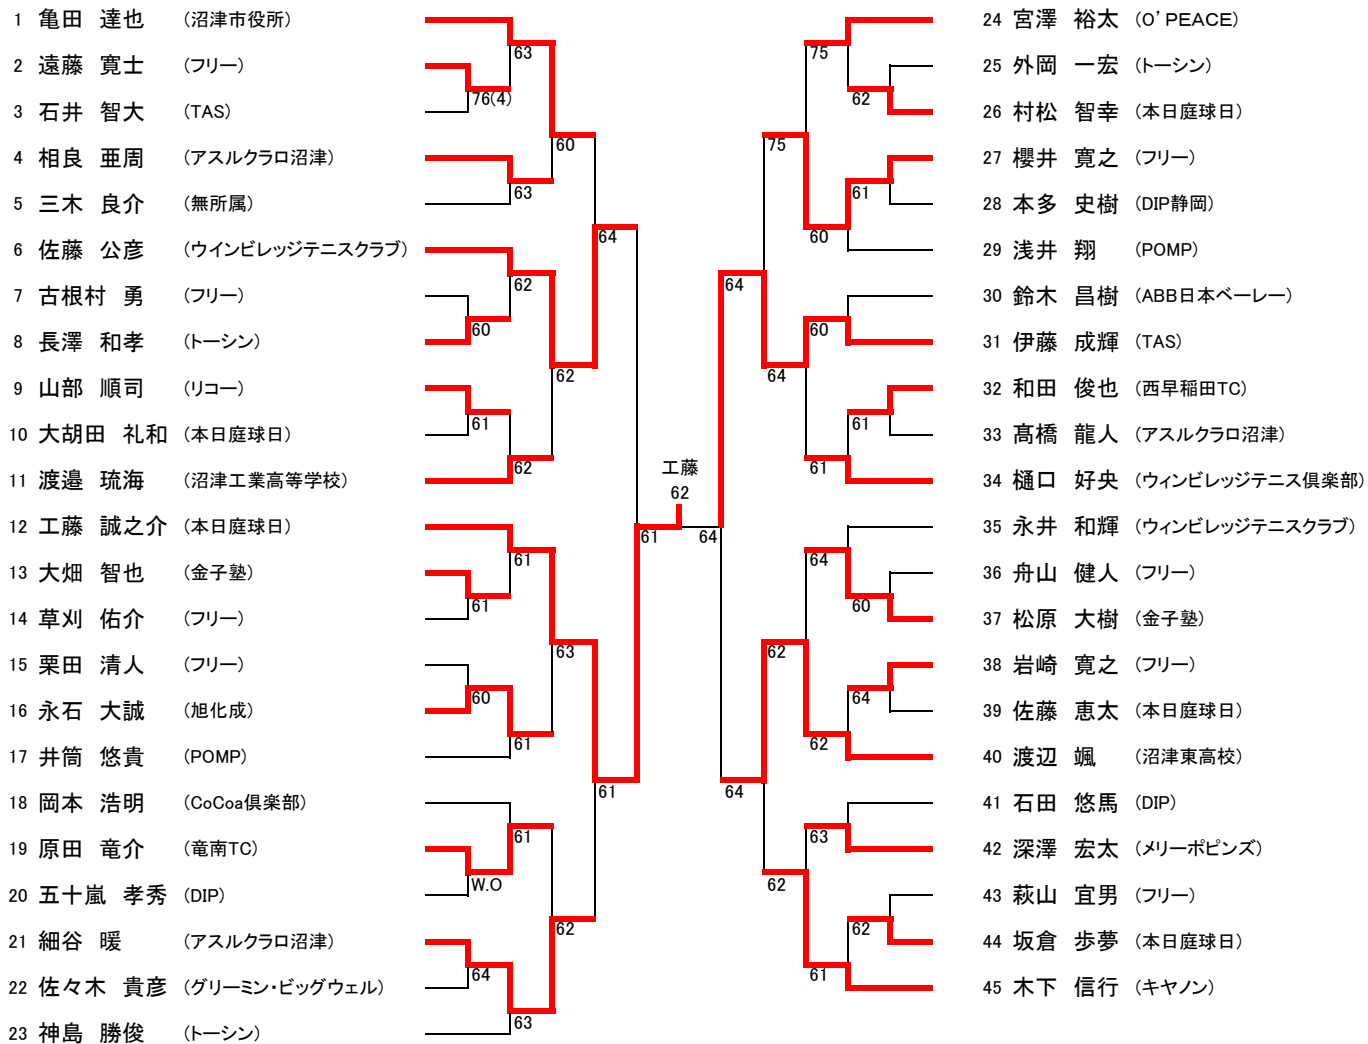 1 亀田 達也 (沼津市役所)
2 遠藤 寛士 (フリー)
3 石井 智大 (TAS)
4 相良 亜周 (アスルクラロ沼津)
5 三木 良介 (無所属)
6 佐藤 公彦 (ウインビレッジテニスクラブ)
7 古根村 勇 (フリー)
8 長澤 和孝 (トーシン)
9 山部 順司 (リコー)
10 大胡田 礼和 (本日庭球日)
11 渡邉 琉海 (沼津工業高等学校)
12 工藤 誠之介 (本日庭球日)
13 大畑 智也 (金子塾)
14 草刈 佑介 (フリー)
15 栗田 清人 (フリー)
16 永石 大誠 (旭化成)
17 井筒 悠貴 (POMP)
18 岡本 浩明 (CoCoa倶楽部)
19 原田 竜介 (竜南TC)
20 五十嵐 孝秀 (DIP)
21 細谷 暖 (アスルクラロ沼津)
22 佐々木 貴彦 (グリーミン・ビッグウェル)
23 神島 勝俊 (トーシン)
76(4)
60
61
61
60
W.O
64
63
63
62
62
61
61
61
63
60
62
63
62
64
61
61
工藤
62
64
64
64
75
64
62
62
75
60
60
61
64
62
63
61
62
61
61
60
64
62
24 宮澤 裕太 (O'PEACE)
25 外岡 一宏 (トーシン)
26 村松 智幸 (本日庭球日)
27 櫻井 寛之 (フリー)
28 本多 史樹 (DIP静岡)
29 浅井 翔 (POMP)
30 鈴木 昌樹 (ABB日本ベーレー)
31 伊藤 成輝 (TAS)
32 和田 俊也 (西早稲田TC)
33 髙橋 龍人 (アスルクラロ沼津)
34 樋口 好央 (ウィンビレッジテニス倶楽部)
35 永井 和輝 (ウィンビレッジテニスクラブ)
36 舟山 健人 (フリー)
37 松原 大樹 (金子塾)
38 岩崎 寛之 (フリー)
39 佐藤 恵太 (本日庭球日)
40 渡辺 颯 (沼津東高校)
41 石田 悠馬 (DIP)
42 深澤 宏太 (メリーポピンズ)
43 萩山 宜男 (フリー)
44 坂倉 歩夢 (本日庭球日)
45 木下 信行 (キヤノン)